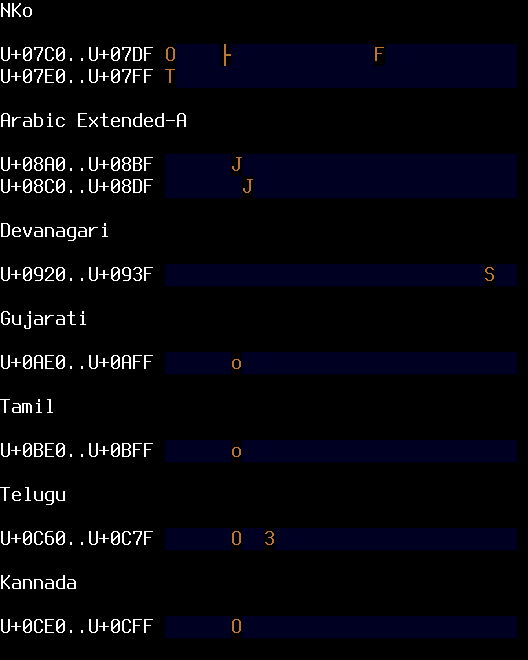 NKo
U+07C0..U+07DF O ├ F
U+07E0..U+07FF T
Arabic Extended-A
U+08A0..U+08BF J
U+08C0..U+08DF J
Devanagari
U+0920..U+093F S
Gujarati
U+0AE0..U+0AFF o
Tamil
U+0BE0..U+0BFF o
Telugu
U+0C60..U+0C7F O 3
Kannada
U+0CE0..U+0CFF O